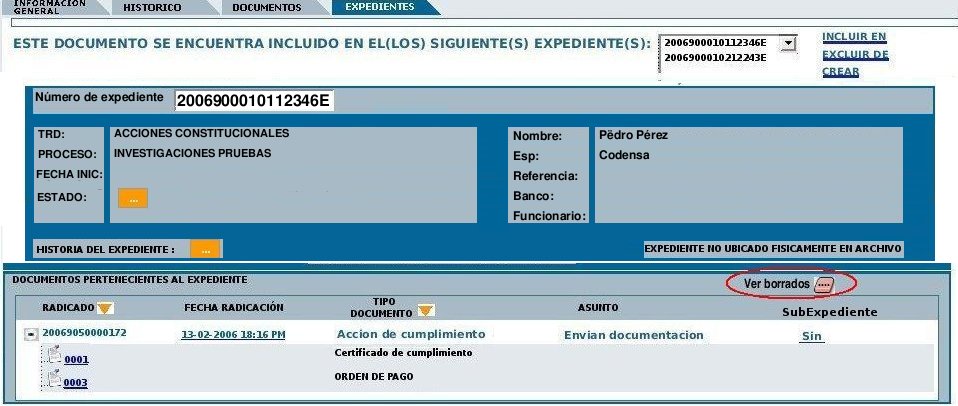 INFORMACION
GENERAL
HISTORICO
DOCUMENTOS
EXPEDIENTES
ESTE DOCUMENTO SE ENCUENTRA INCLUIDO EN EL(LOS) SIGUIENTE(S) EXPEDIENTE(S):
2006900010112346E
2006900010212243E
INCLUIR EN
EXCLUIR DE
CREAR
Número de expediente 2006900010112346E
TRD: ACCIONES CONSTITUCIONALES
PROCESO: INVESTIGACIONES PRUEBAS
FECHA INIC:
ESTADO: ...
Nombre: Pëdro Pérez
Esp: Codensa
Referencia:
Banco:
Funcionario:
HISTORIA DEL EXPEDIENTE : ...
EXPEDIENTE NO UBICADO FISICAMENTE EN ARCHIVO
DOCUMENTOS PERTENECIENTES AL EXPEDIENTE
Ver borrados ....
RADICADO FECHA RADICACIÓN TIPO DOCUMENTO ASUNTO SubExpediente
20069050000172 13-02-2006 18:16 PM Accion de cumplimiento Envian documentacion Sin
0001 Certificado de cumplimiento
0003 ORDEN DE PAGO